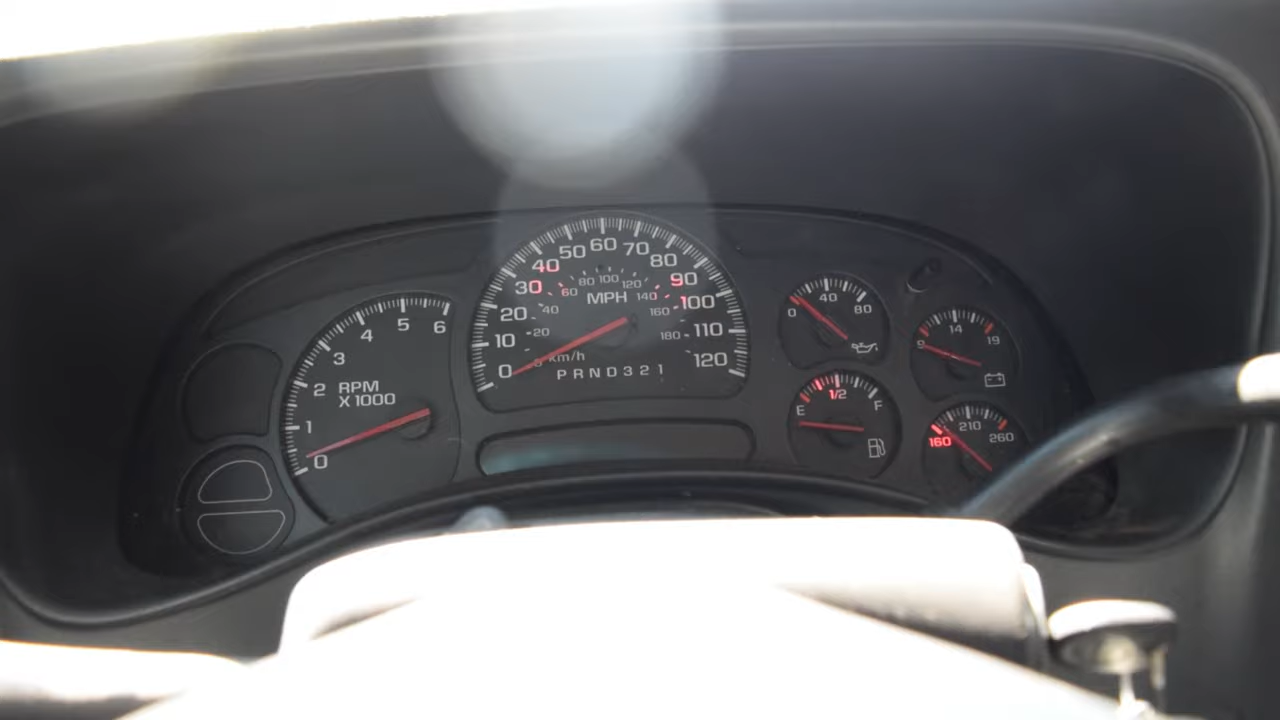 0 1 2 3 4 5 6
RPM
X1000
0 10 20 30 40 50 60 70 80 90 100 110 120
20 40 60 80 100 120 140 160 180
MPH
km/h
PRND321
0 40 80
E 1/2 F
9 14 19
160 210 260